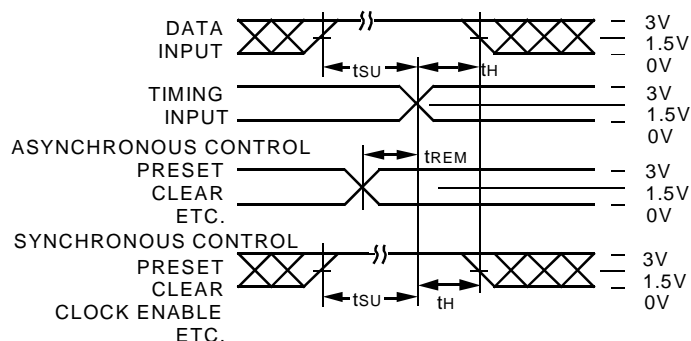 DATA
INPUT
tSU
tH
3V
1.5V
0V
TIMING
INPUT
3V
1.5V
0V
ASYNCHRONOUS CONTROL
PRESET
CLEAR
ETC.
tREM
3V
1.5V
0V
SYNCHRONOUS CONTROL
PRESET
CLEAR
CLOCK ENABLE
ETC.
tSU
tH
3V
1.5V
0V